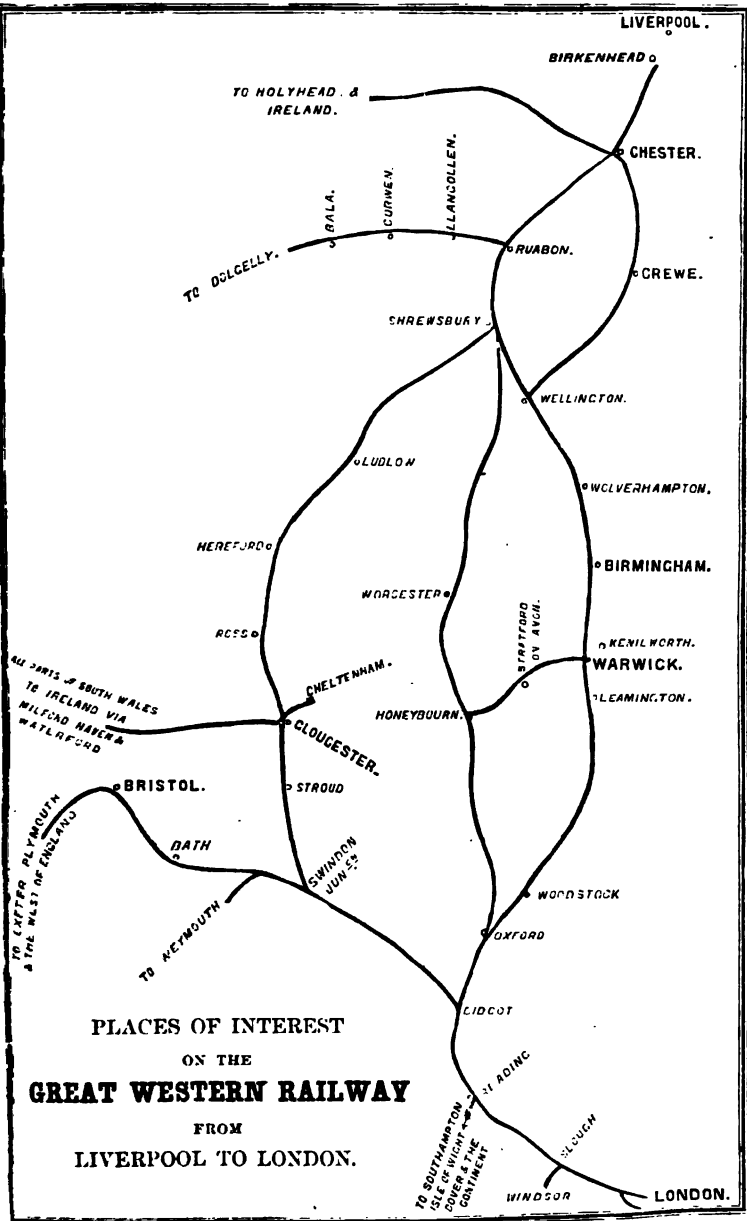 LIVERPOOL.
BIRKENHEAD
TO HOLYHEAD. &
IRELAND.
CHESTER.
BALA.
CURWEN.
LLANGOLLEN.
RUABON.
TO DOLGELLY.
CREWE.
SHREWSBURY
WELLINGTON.
LUDLOW
WOLVERHAMPTON.
HEREFORD
BIRMINGHAM.
WORCESTER
STRATFORD
ON AVON.
ROSS
KENILWORTH.
WARWICK.
ALL PARTS OF SOUTH WALES
TO IRELAND VIA
MILFORD HAVEN &
WATERFORD
CHELTENHAM.
LEAMINGTON.
HONEYBOURN.
GLOUCESTER.
BRISTOL.
STROUD
TO EXETER PLYMOUTH
& THE WEST OF ENGLAND
BATH
SWINDON
JUNCN
TO WEYMOUTH
WOODSTOCK
OXFORD
DIDCOT
PLACES OF INTEREST
ON THE
GREAT WESTERN RAILWAY
FROM
LIVERPOOL TO LONDON.
READING
TO SOUTHAMPTON
ISLE OF WIGHT
DOVER & THE
CONTINENT
SLOUGH
WINDSOR
LONDON.